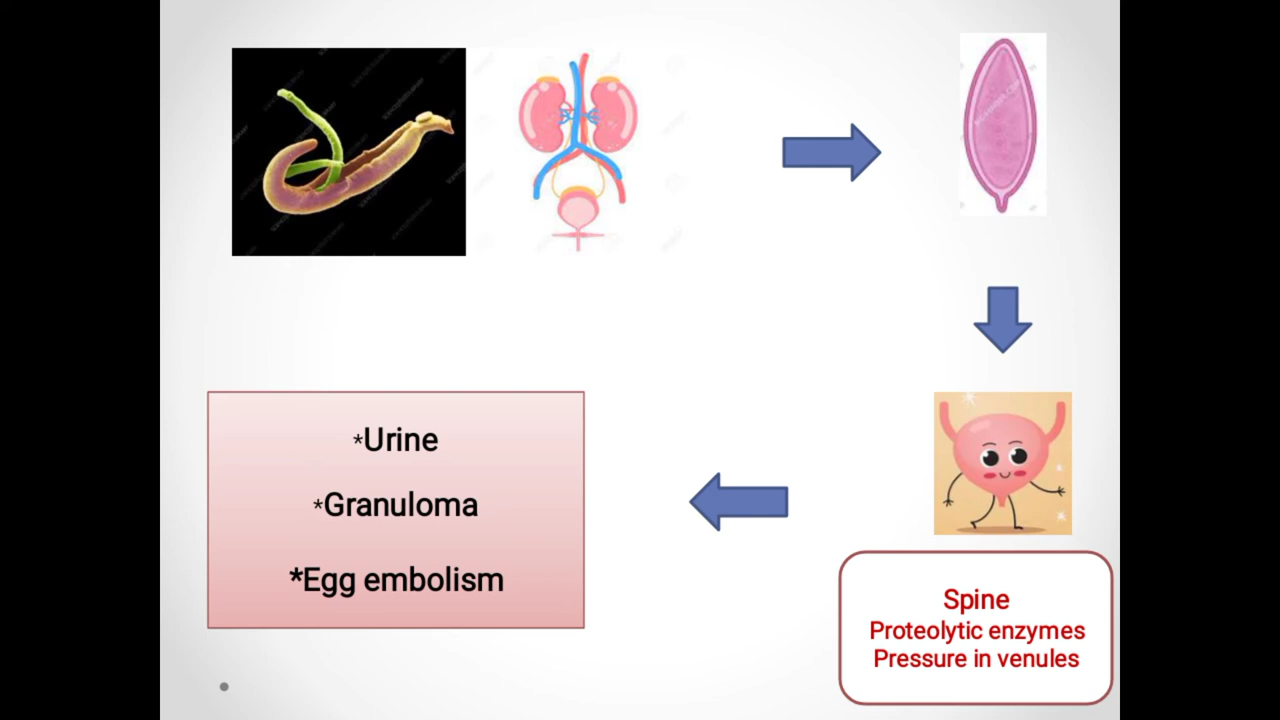 *Urine
*Granuloma
*Egg embolism
Spine
Proteolytic enzymes
Pressure in venules